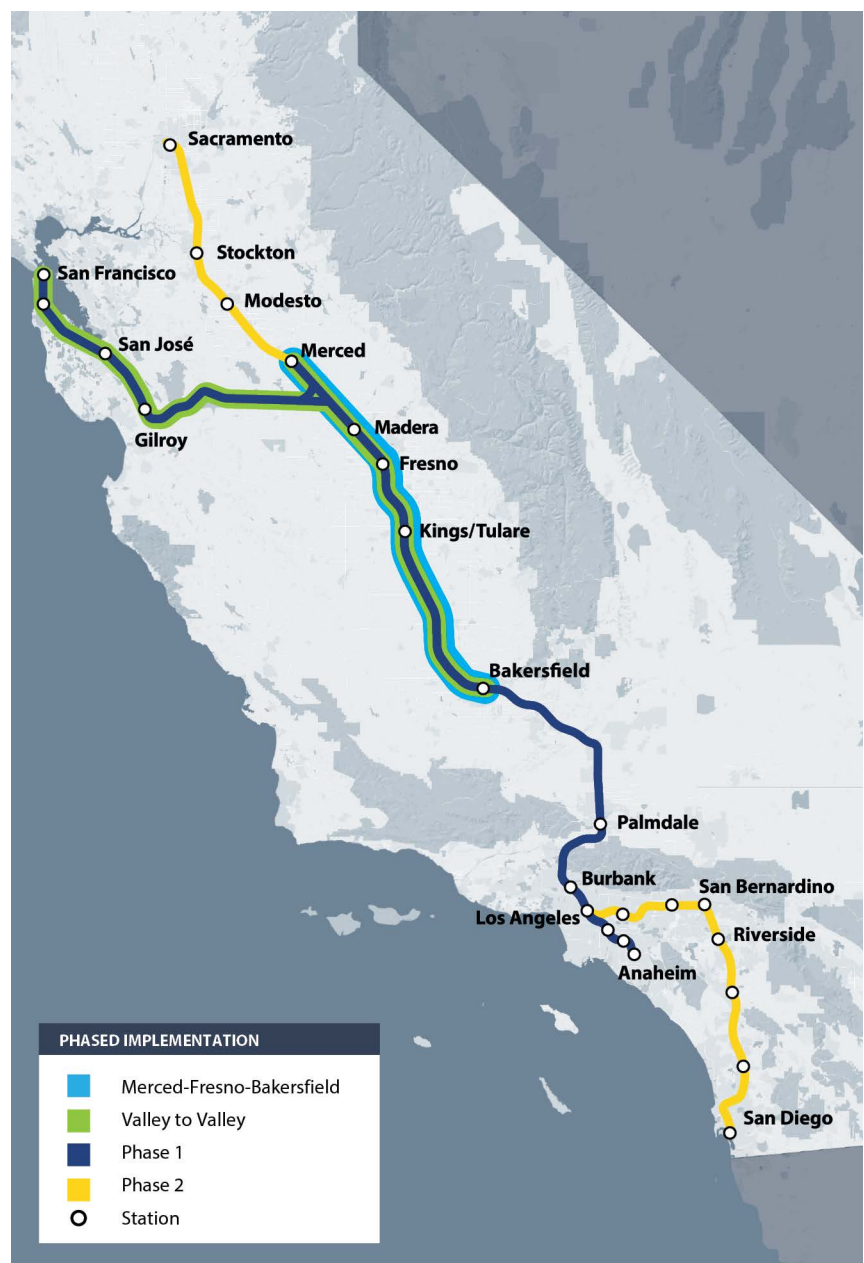 Sacramento
Stockton
San Francisco
Modesto
San José
Merced
Gilroy
Madera
Fresno
Kings/Tulare
Bakersfield
Palmdale
Burbank
San Bernardino
Los Angeles
Riverside
Anaheim
San Diego
PHASED IMPLEMENTATION
Merced-Fresno-Bakersfield
Valley to Valley
Phase 1
Phase 2
Station